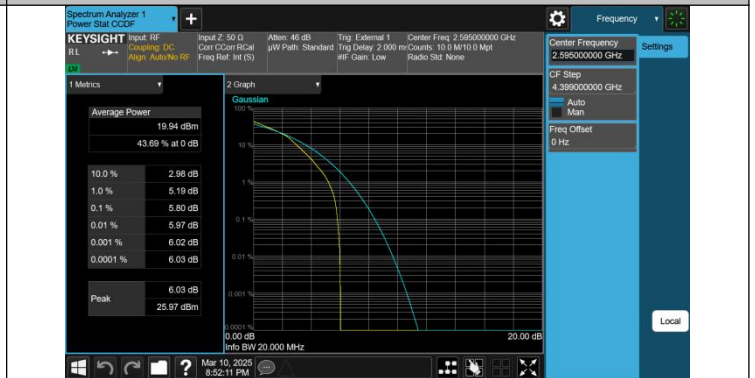 Spectrum Analyzer 1
Power Stat CCDF
+
Frequency
KEYSIGHT
RL
LXI
Input: RF
Coupling: DC
Align: Auto/No RF
Input Z: 50 Ω
Corr CCorr RCal
Freq Ref: Int (S)
Atten: 46 dB
µW Path: Standard
Trig: External 1
Trig Delay: 2.000 m
#IF Gain: Low
Center Freq: 2.595000000 GHz
Counts: 10.0 M/10.0 Mpt
Radio Std: None
Center Frequency
2.595000000 GHz
Settings
CF Step
4.399000000 GHz
Auto
Man
Freq Offset
0 Hz
1 Metrics
Average Power
19.94 dBm
43.69 % at 0 dB
10.0 % 2.98 dB
1.0 % 5.19 dB
0.1 % 5.80 dB
0.01 % 5.97 dB
0.001 % 6.02 dB
0.0001 % 6.03 dB
Peak
6.03 dB
25.97 dBm
2 Graph
Gaussian
100 %
10 %
1 %
0.1 %
0.01 %
0.001 %
0.0001 %
0.00 dB 20.00 dB
Info BW 20.000 MHz
Local
?
Mar 10, 2025
8:52:11 PM